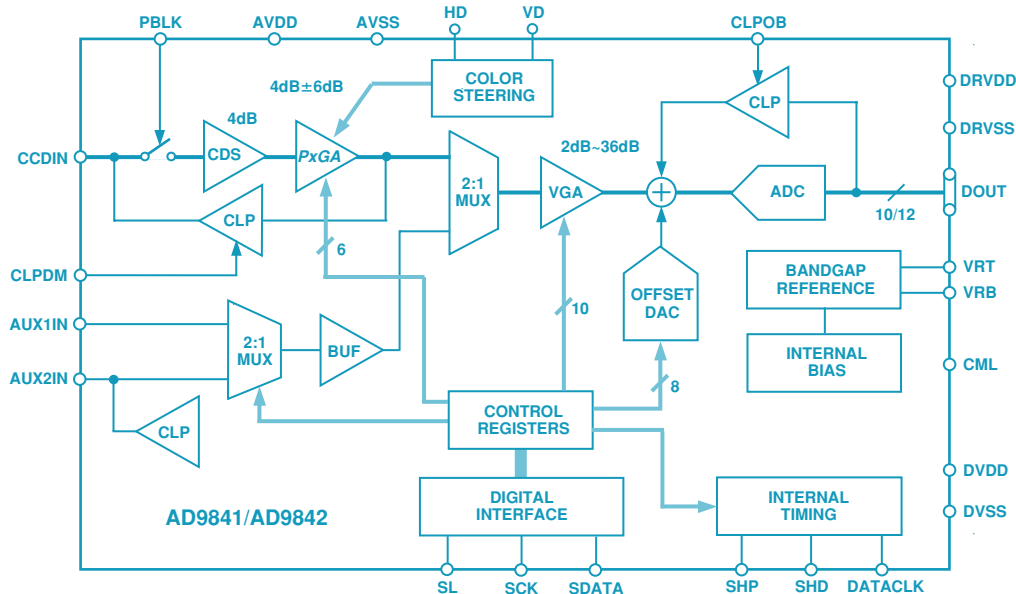 PBLK
AVDD
AVSS
HD
VD
CLPOB
COLOR
STEERING
4dB±6dB
CLP
DRVDD
DRVSS
4dB
2dB~36dB
CCDIN
CDS
PxGA
2:1
MUX
VGA
ADC
DOUT
10/12
CLP
6
CLPDM
BANDGAP
REFERENCE
VRT
VRB
OFFSET
DAC
10
AUX1IN
2:1
MUX
BUF
INTERNAL
BIAS
CML
AUX2IN
8
CLP
CONTROL
REGISTERS
DVDD
DIGITAL
INTERFACE
INTERNAL
TIMING
DVSS
AD9841/AD9842
SL
SCK
SDATA
SHP
SHD
DATACLK